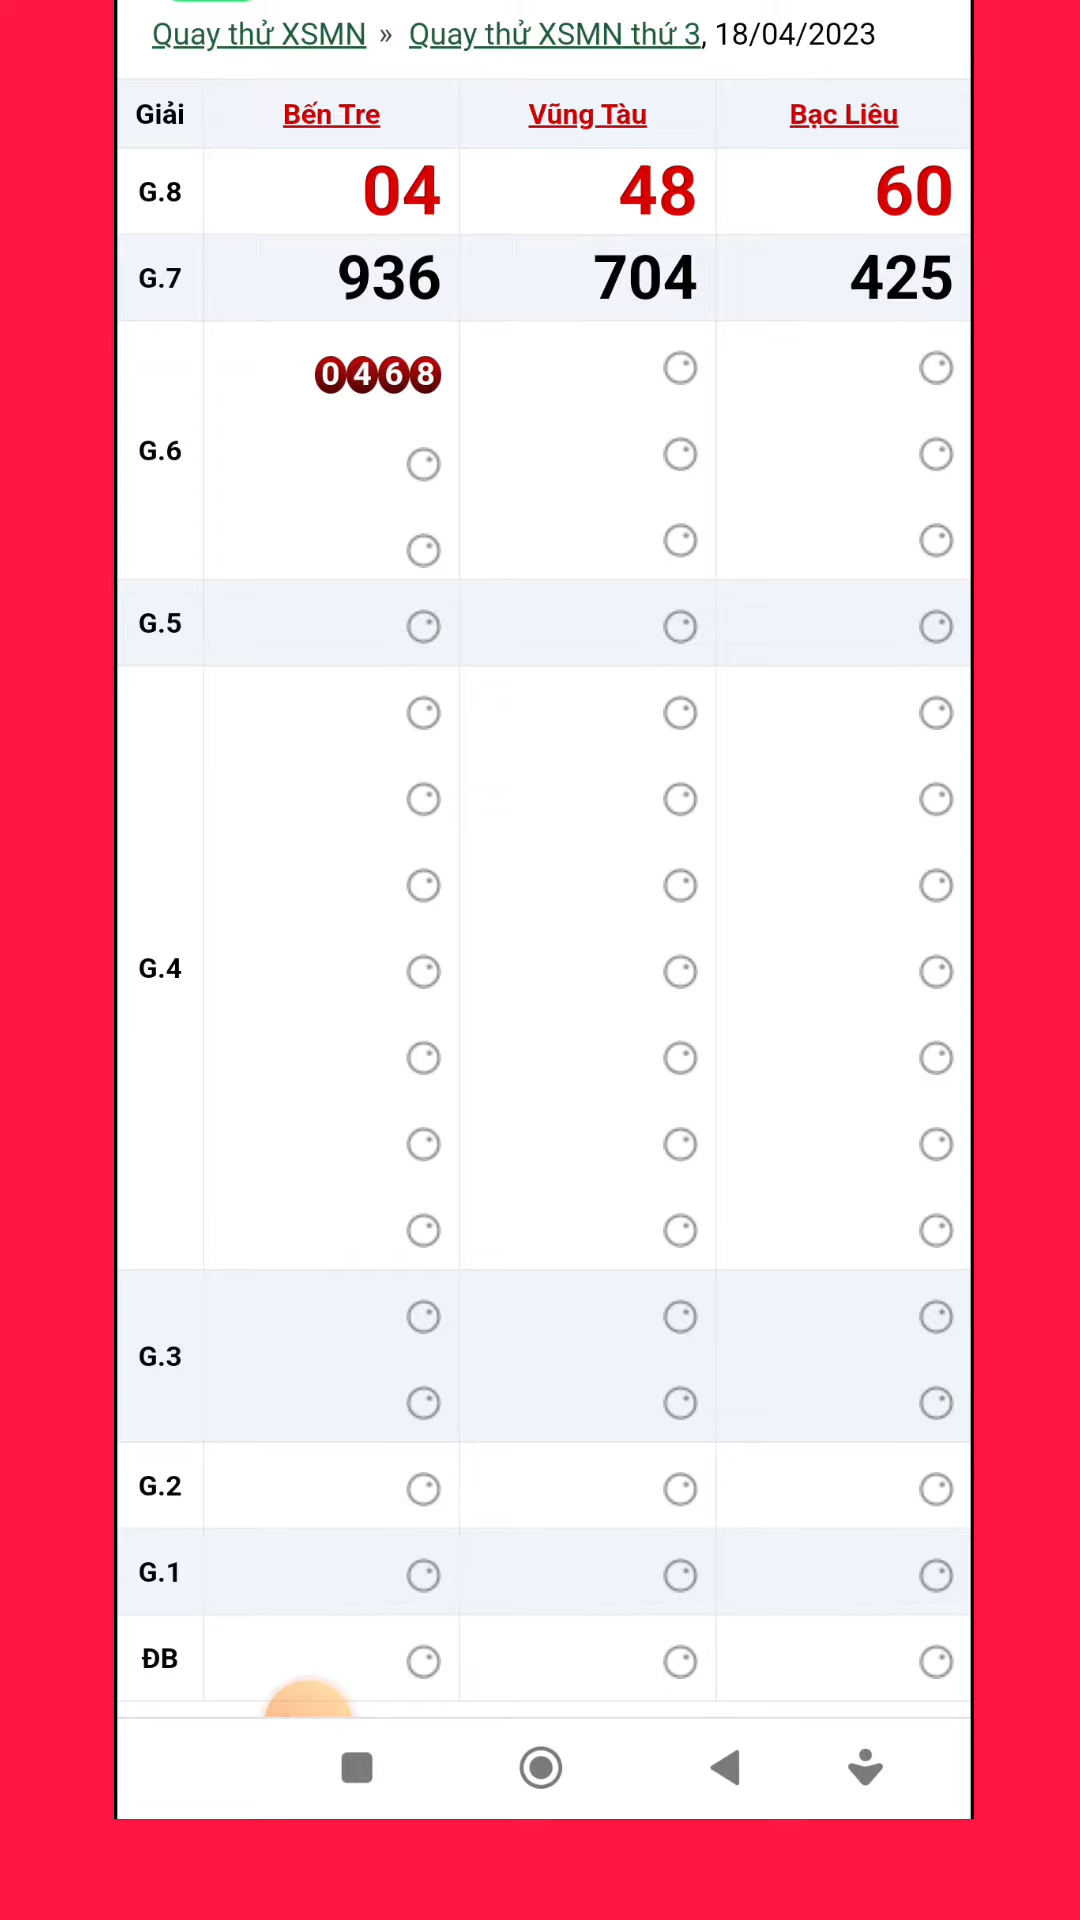 Quay thử XSMN » Quay thử XSMN thứ 3, 18/04/2023
Giải Bến Tre Vũng Tàu Bạc Liêu
G.8 04 48 60
G.7 936 704 425
0468
G.6
G.5
G.4
G.3
G.2
G.1
ĐB